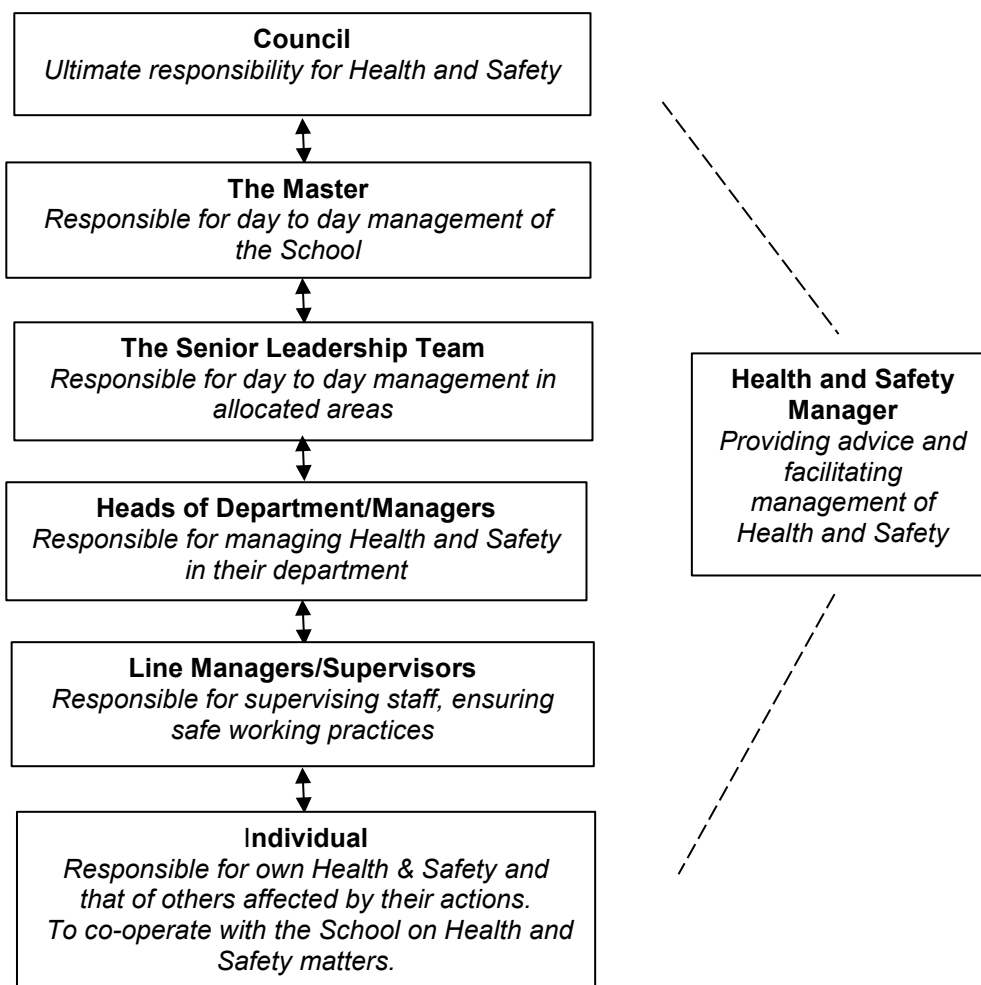 Council
Ultimate responsibility for Health and Safety
The Master
Responsible for day to day management of
the School
The Senior Leadership Team
Responsible for day to day management in
allocated areas
Heads of Department/Managers
Responsible for managing Health and Safety
in their department
Line Managers/Supervisors
Responsible for supervising staff, ensuring
safe working practices
Individual
Responsible for own Health & Safety and
that of others affected by their actions.
To co-operate with the School on Health and
Safety matters.
Health and Safety
Manager
Providing advice and
facilitating
management of
Health and Safety